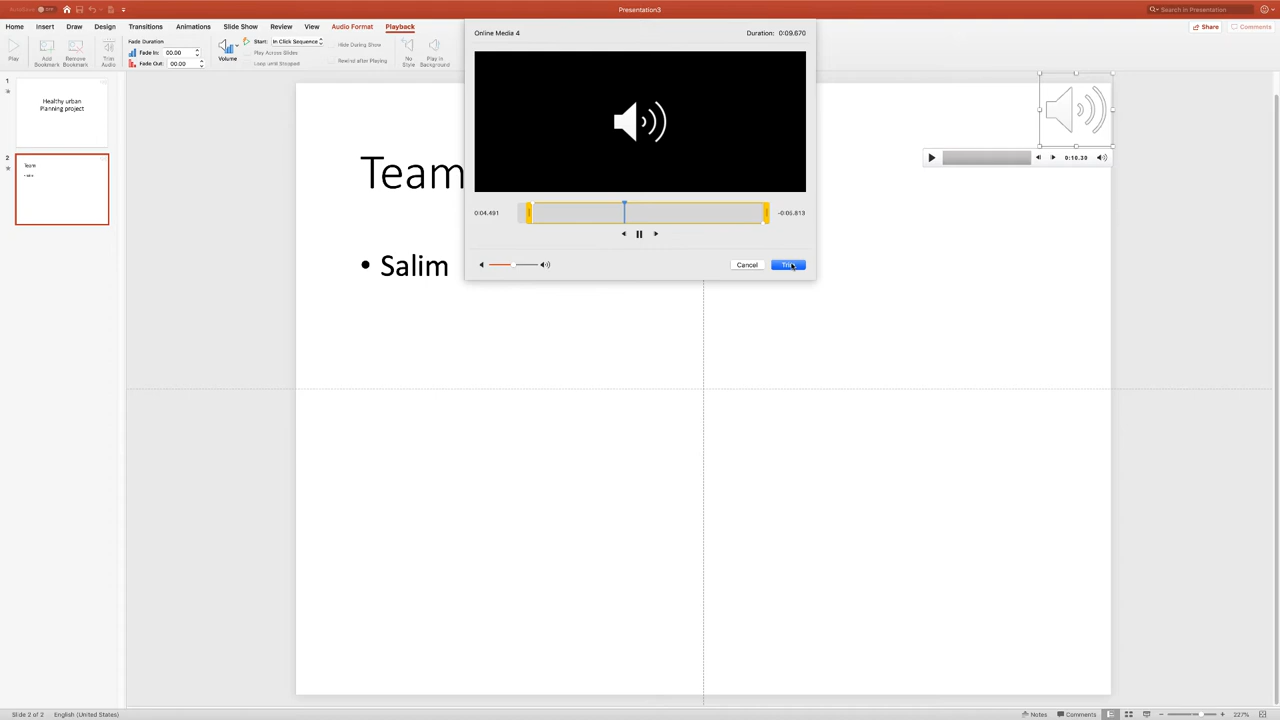 Presentation3
Search in Presentation
Home Insert Draw Design Transitions Animations Slide Show Review View Audio Format Playback
Share Comments
Fade Duration
Fade In: 00.00
Fade Out: 00.00
Play
Add Bookmark
Remove Bookmark
Trim Audio
Volume
Start: In Click Sequence
Play Across Slides
Loop until Stopped
Hide During Show
Rewind after Playing
No Style
Play in Background
Online Media 4
Duration: 0:09.670
0:04.491
Cancel
1
Healthy urban
Planning project
2
Team
0:10.30
Team
• Salim
Slide 2 of 2 English (United States)
Notes Comments 227%